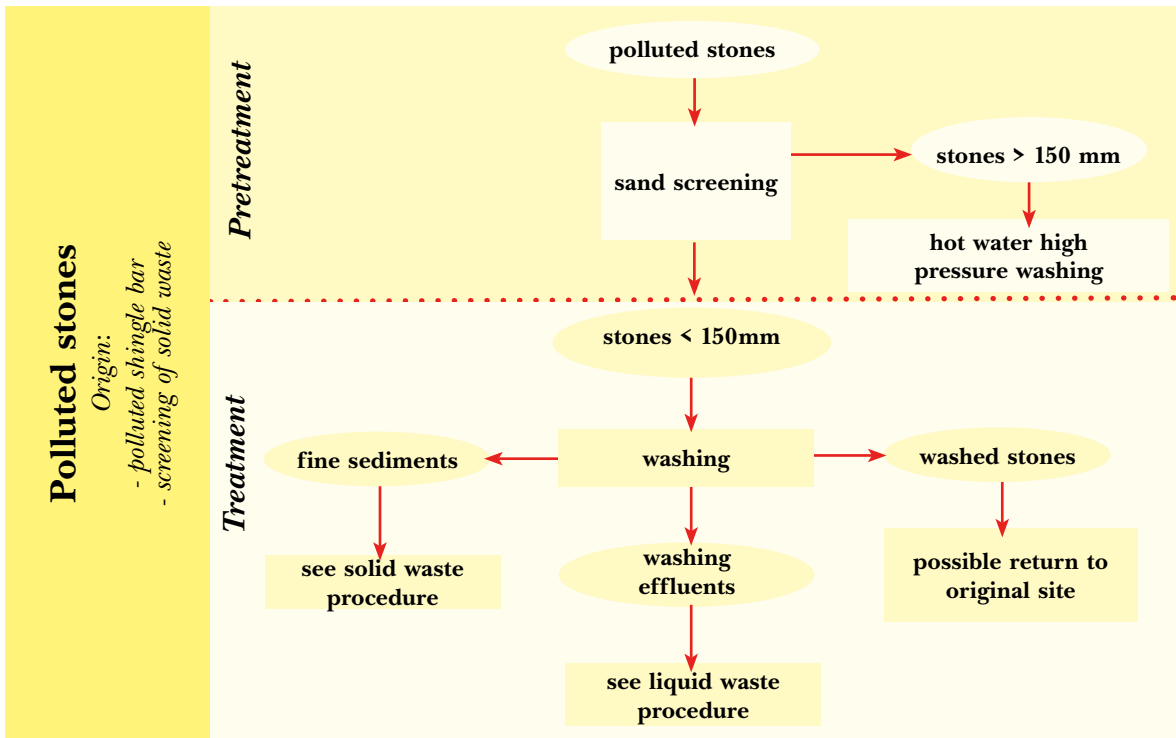 Polluted stones
Origin:
- polluted shingle bar
- screening of solid waste
Pretreatment
polluted stones
sand screening
stones > 150 mm
hot water high
pressure washing
Treatment
stones < 150mm
fine sediments
washing
washed stones
see solid waste
procedure
washing
effluents
possible return to
original site
see liquid waste
procedure